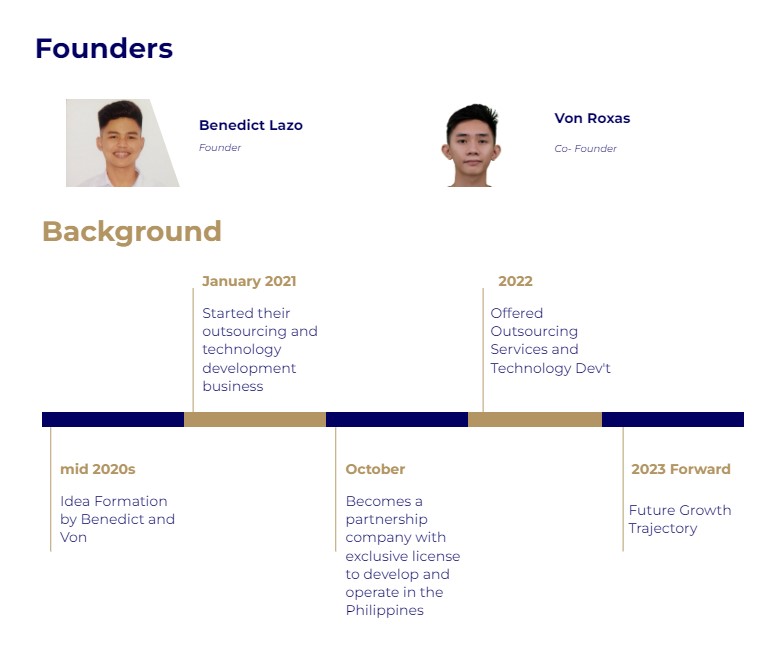 Founders
Benedict Lazo
Founder
Von Roxas
Co- Founder
Background
January 2021
Started their
outsourcing and
technology
development
business
2022
Offered
Outsourcing
Services and
Technology Dev't
mid 2020s
Idea Formation
by Benedict and
Von
October
Becomes a
partnership
company with
exclusive license
to develop and
operate in the
Philippines
2023 Forward
Future Growth
Trajectory